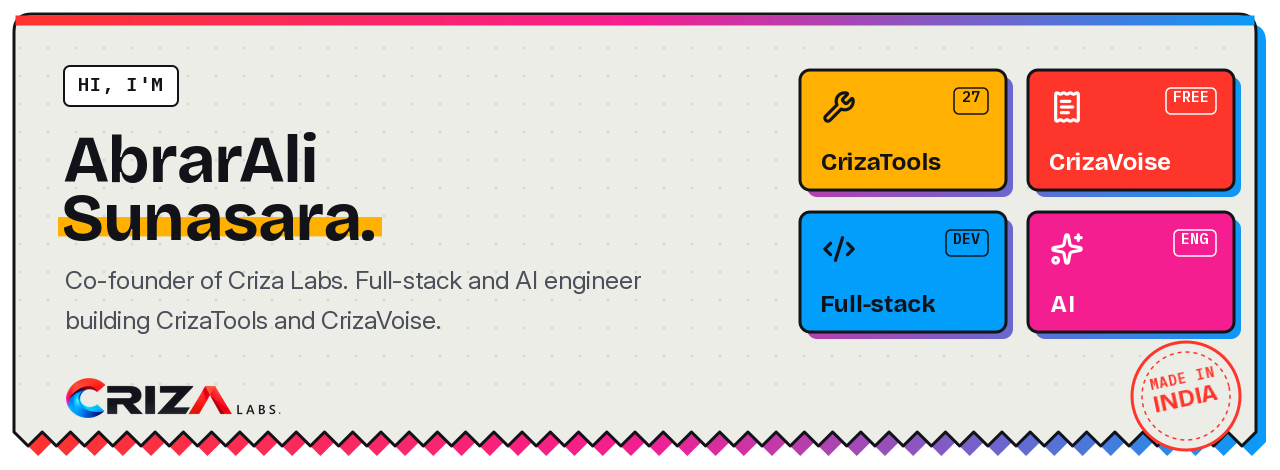 HI, I'M
AbrarAli
Sunasara.
Co-founder of Criza Labs. Full-stack and AI engineer
building CrizaTools and CrizaVoise.
CRIZA LABS.
27
CrizaTools
FREE
CrizaVoise
DEV
Full-stack
ENG
AI
MADE IN
INDIA